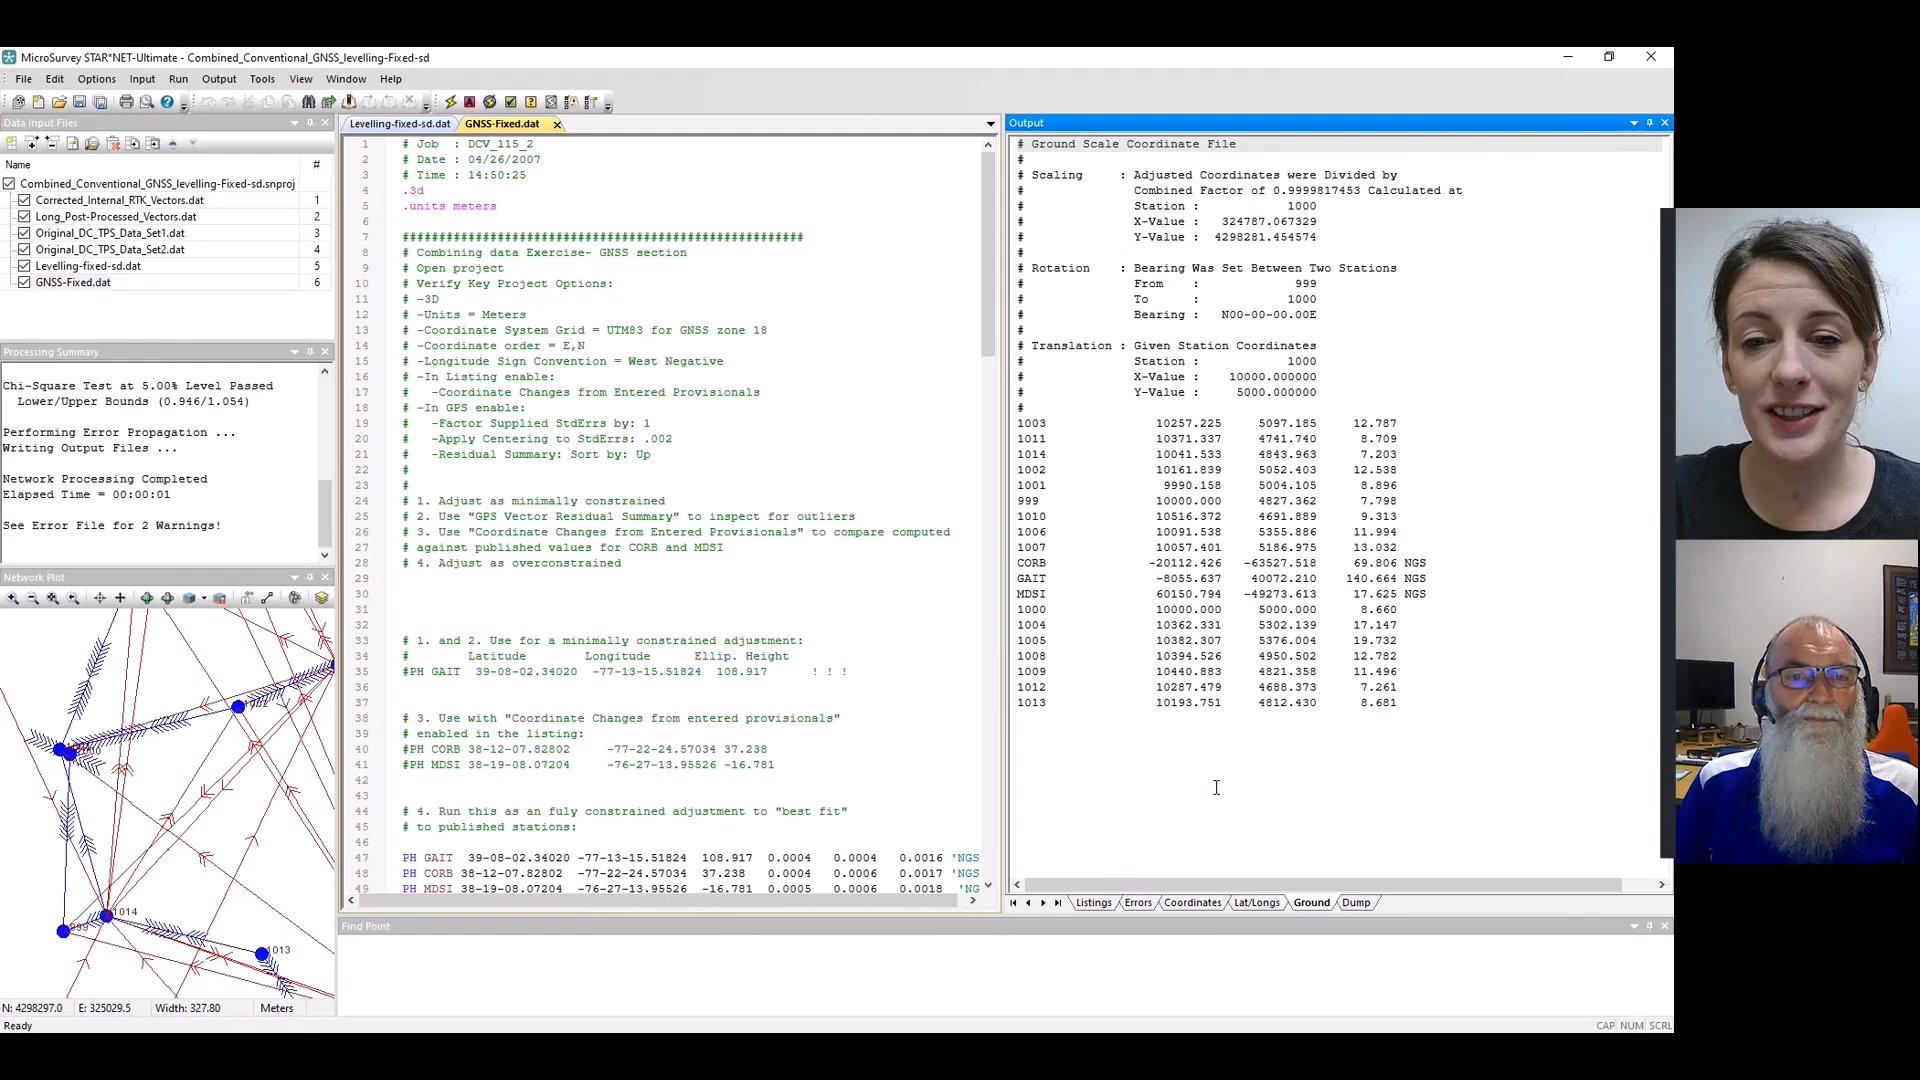 MicroSurvey STAR*NET-Ultimate - Combined_Conventional_GNSS_levelling-Fixed-sd
File Edit Options Input Run Output Tools View Window Help
Data Input Files
Name #
Combined_Conventional_GNSS_levelling-Fixed-sd.snproj
Corrected_Internal_RTK_Vectors.dat 1
Long_Post-Processed_Vectors.dat 2
Original_DC_TPS_Data_Set1.dat 3
Original_DC_TPS_Data_Set2.dat 4
Levelling-fixed-sd.dat 5
GNSS-Fixed.dat 6
Processing Summary
Chi-Square Test at 5.00% Level Passed
Lower/Upper Bounds (0.946/1.054)
Performing Error Propagation ...
Writing Output Files ...
Network Processing Completed
Elapsed Time = 00:00:01
See Error File for 2 Warnings!
Network Plot
1014
1013
N: 4298297.0 E: 325029.5 Width: 327.80 Meters
Ready
Levelling-fixed-sd.dat GNSS-Fixed.dat
1 # Job : DCV_115_2
2 # Date : 04/26/2007
3 # Time : 14:50:25
4 .3d
5 .units meters
6
7 #######################################################
8 # Combining data Exercise- GNSS section
9 # Open project
10 # Verify Key Project Options:
11 # -3D
12 # -Units = Meters
13 # -Coordinate System Grid = UTM83 for GNSS zone 18
14 # -Coordinate order = E,N
15 # -Longitude Sign Convention = West Negative
16 # -In Listing enable:
17 # -Coordinate Changes from Entered Provisionals
18 # -In GPS enable:
19 # -Factor Supplied StdErrs by: 1
20 # -Apply Centering to StdErrs: .002
21 # -Residual Summary: Sort by: Up
22 #
23 #
24 # 1. Adjust as minimally constrained
25 # 2. Use "GPS Vector Residual Summary" to inspect for outliers
26 # 3. Use "Coordinate Changes from Entered Provisionals" to compare computed
27 # against published values for CORB and MDSI
28 # 4. Adjust as overconstrained
29
30
31
32
33 # 1. and 2. Use for a minimally constrained adjustment:
34 # Latitude Longitude Ellip. Height
35 #PH GAIT 39-08-02.34020 -77-13-15.51824 108.917 ! ! !
36
37
38 # 3. Use with "Coordinate Changes from entered provisionals"
39 # enabled in the listing:
40 #PH CORB 38-12-07.82802 -77-22-24.57034 37.238
41 #PH MDSI 38-19-08.07204 -76-27-13.95526 -16.781
42
43
44 # 4. Run this as an fuly constrained adjustment to "best fit"
45 # to published stations:
46
47 PH GAIT 39-08-02.34020 -77-13-15.51824 108.917 0.0004 0.0004 0.0016 'NGS
48 PH CORB 38-12-07.82802 -77-22-24.57034 37.238 0.0004 0.0006 0.0017 'NGS
49 PH MDSI 38-19-08.07204 -76-27-13.95526 -16.781 0.0005 0.0006 0.0018 'NG
Find Point
Output
# Ground Scale Coordinate File
#
# Scaling : Adjusted Coordinates were Divided by
# Combined Factor of 0.9999817453 Calculated at
# Station : 1000
# X-Value : 324787.067329
# Y-Value : 4298281.454574
#
# Rotation : Bearing Was Set Between Two Stations
# From : 999
# To : 1000
# Bearing : N00-00-00.00E
#
# Translation : Given Station Coordinates
# Station : 1000
# X-Value : 10000.000000
# Y-Value : 5000.000000
#
1003 10257.225 5097.185 12.787
1011 10371.337 4741.740 8.709
1014 10041.533 4843.963 7.203
1002 10161.839 5052.403 12.538
1001 9990.158 5004.105 8.896
999 10000.000 4827.362 7.798
1010 10516.372 4691.889 9.313
1006 10091.538 5355.886 11.994
1007 10057.401 5186.975 13.032
CORB -20112.426 -63527.518 69.806 NGS
GAIT -8055.637 40072.210 140.664 NGS
MDSI 60150.794 -49273.613 17.625 NGS
1000 10000.000 5000.000 8.660
1004 10362.331 5302.139 17.147
1005 10382.307 5376.004 19.732
1008 10394.526 4950.502 12.782
1009 10440.883 4821.358 11.496
1012 10287.479 4688.373 7.261
1013 10193.751 4812.430 8.681
Listings Errors Coordinates Lat/Longs Ground Dump
CAP NUM SCRL